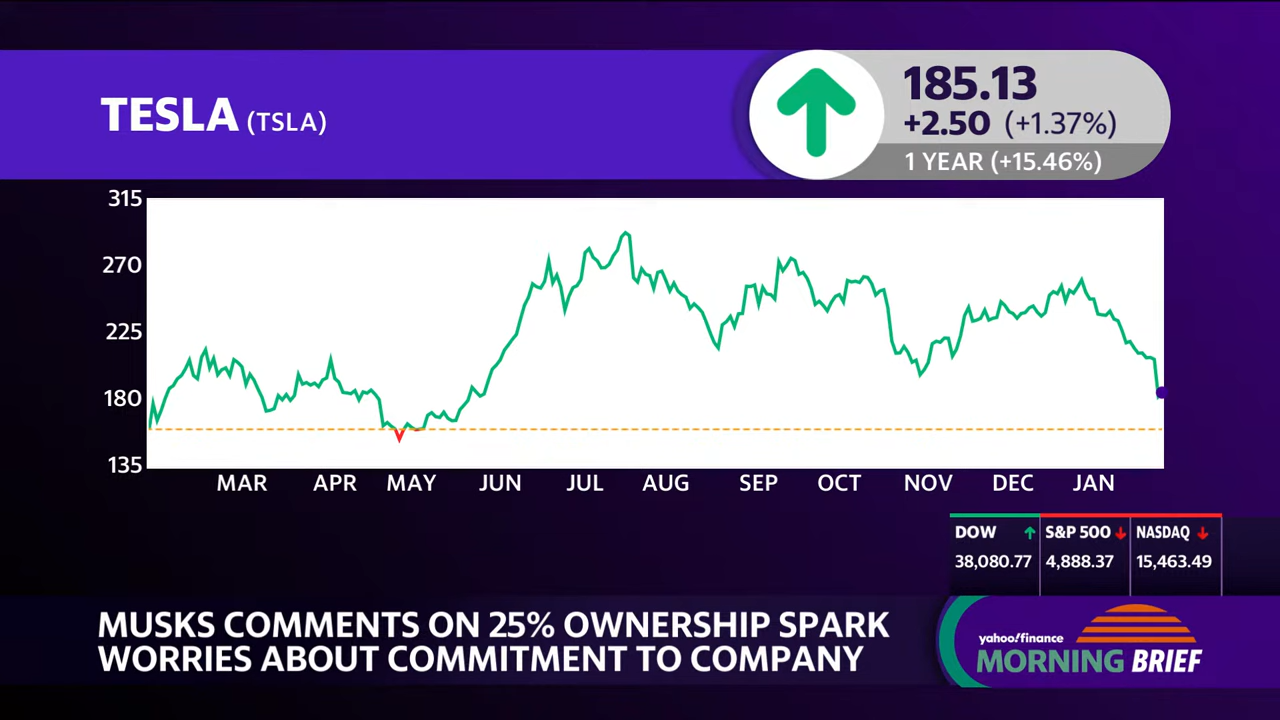 TESLA (TSLA)
185.13
+2.50 (+1.37%)
1 YEAR (+15.46%)
315
270
225
180
135
MAR APR MAY JUN JUL AUG SEP OCT NOV DEC JAN
DOW S&P 500 NASDAQ
38,080.77 4,888.37 15,463.49
MUSKS COMMENTS ON 25% OWNERSHIP SPARK
WORRIES ABOUT COMMITMENT TO COMPANY
yahoo!finance
MORNING BRIEF